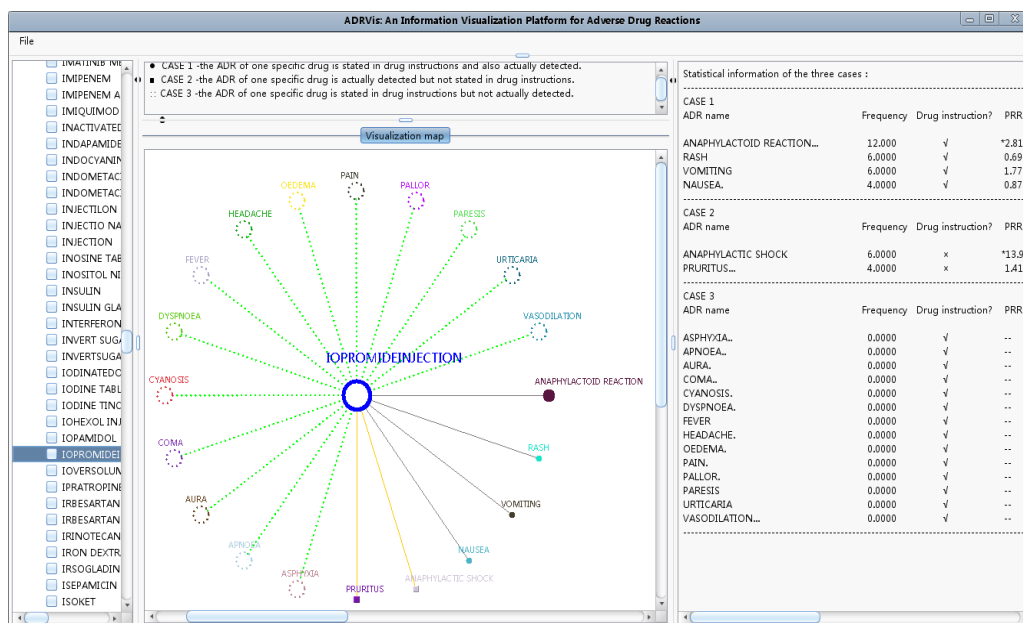 ADRVis: An Information Visualization Platform for Adverse Drug Reactions
File
IMATINIB ME
IMIPENEM
IMIPENEM A
IMIQUIMOD
INACTIVATED
INDAPAMIDE
INDOCYANIN
INDOMETAC
INDOMETAC
INJECTILON
INJECTIO NA
INJECTION
INOSINE TAB
INOSITOL NI
INSULIN
INSULIN GLA
INTERFERON
INVERT SUGA
INVERTSUGA
IODINATEDO
IODINE TABL
IODINE TINC
IOHEXOL INJ
IOPAMIDOL
IOPROMIDEI
IOVERSOLUM
IPRATROPINE
IRBESARTAN
IRBESARTAN
IRINOTECAN
IRON DEXTR
IRSOGLADIN
ISEPAMICIN
ISOKET
● CASE 1 -the ADR of one specific drug is stated in drug instructions and also actually detected.
■ CASE 2 -the ADR of one specific drug is actually detected but not stated in drug instructions.
:: CASE 3 -the ADR of one specific drug is stated in drug instructions but not actually detected.
Visualization map
PAIN
OEDEMA
PALLOR
HEADACHE
PARESIS
FEVER
URTICARIA
DYSPNOEA
VASODILATION
IOPROMIDEINJECTION
CYANOSIS
ANAPHYLACTOID REACTION
COMA
RASH
AURA
VOMITING
APNOEA
NAUSEA
ASPHYXIA
ANAPHYLACTIC SHOCK
PRURITUS
Statistical information of the three cases :
CASE 1
ADR name Frequency Drug instruction? PRR
ANAPHYLACTOID REACTION... 12.000 √ *2.81
RASH 6.0000 √ 0.69
VOMITING 6.0000 √ 1.77
NAUSEA. 4.0000 √ 0.87
CASE 2
ADR name Frequency Drug instruction? PRR
ANAPHYLACTIC SHOCK 6.0000 × *13.9
PRURITUS... 4.0000 × 1.41
CASE 3
ADR name Frequency Drug instruction? PRR
ASPHYXIA.. 0.0000 √ --
APNOEA.. 0.0000 √ --
AURA. 0.0000 √ --
COMA.. 0.0000 √ --
CYANOSIS. 0.0000 √ --
DYSPNOEA. 0.0000 √ --
FEVER 0.0000 √ --
HEADACHE. 0.0000 √ --
OEDEMA. 0.0000 √ --
PAIN. 0.0000 √ --
PALLOR. 0.0000 √ --
PARESIS 0.0000 √ --
URTICARIA 0.0000 √ --
VASODILATION... 0.0000 √ --